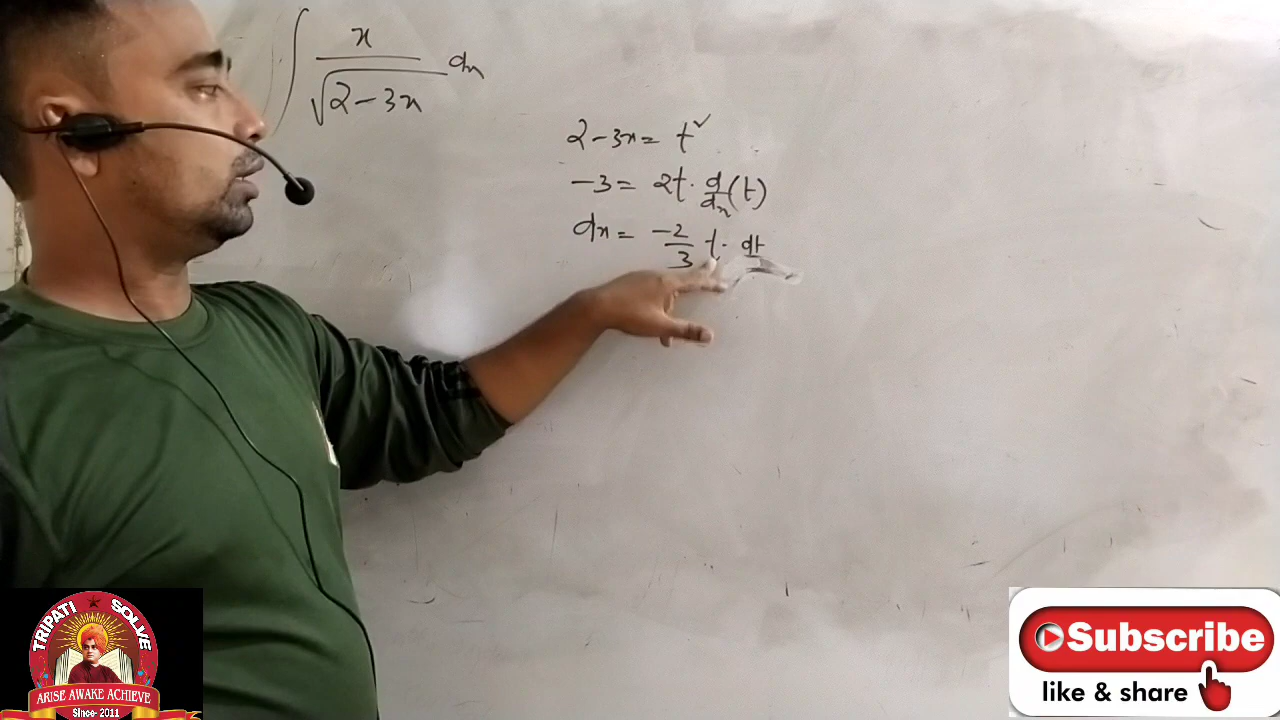 ∫ x / √(2-3x) dx
2-3x = t²
-3 = 2t· d/dx (t)
dx = -2/3 t· dt
TRIPATI ★ SOLVE
ARISE AWAKE ACHIEVE
Since- 2011
Subscribe
like & share